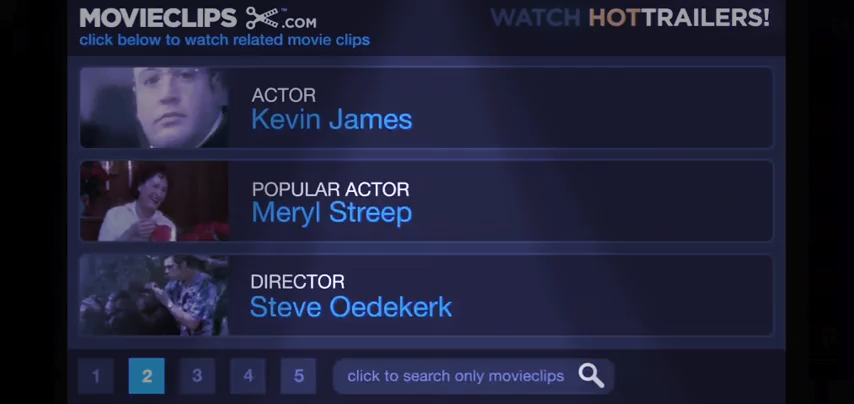 MOVIECLIPS .COM
WATCH HOTTRAILERS!
click below to watch related movie clips
ACTOR
Kevin James
POPULAR ACTOR
Meryl Streep
DIRECTOR
Steve Oedekerk
1 2 3 4 5 click to search only movieclips